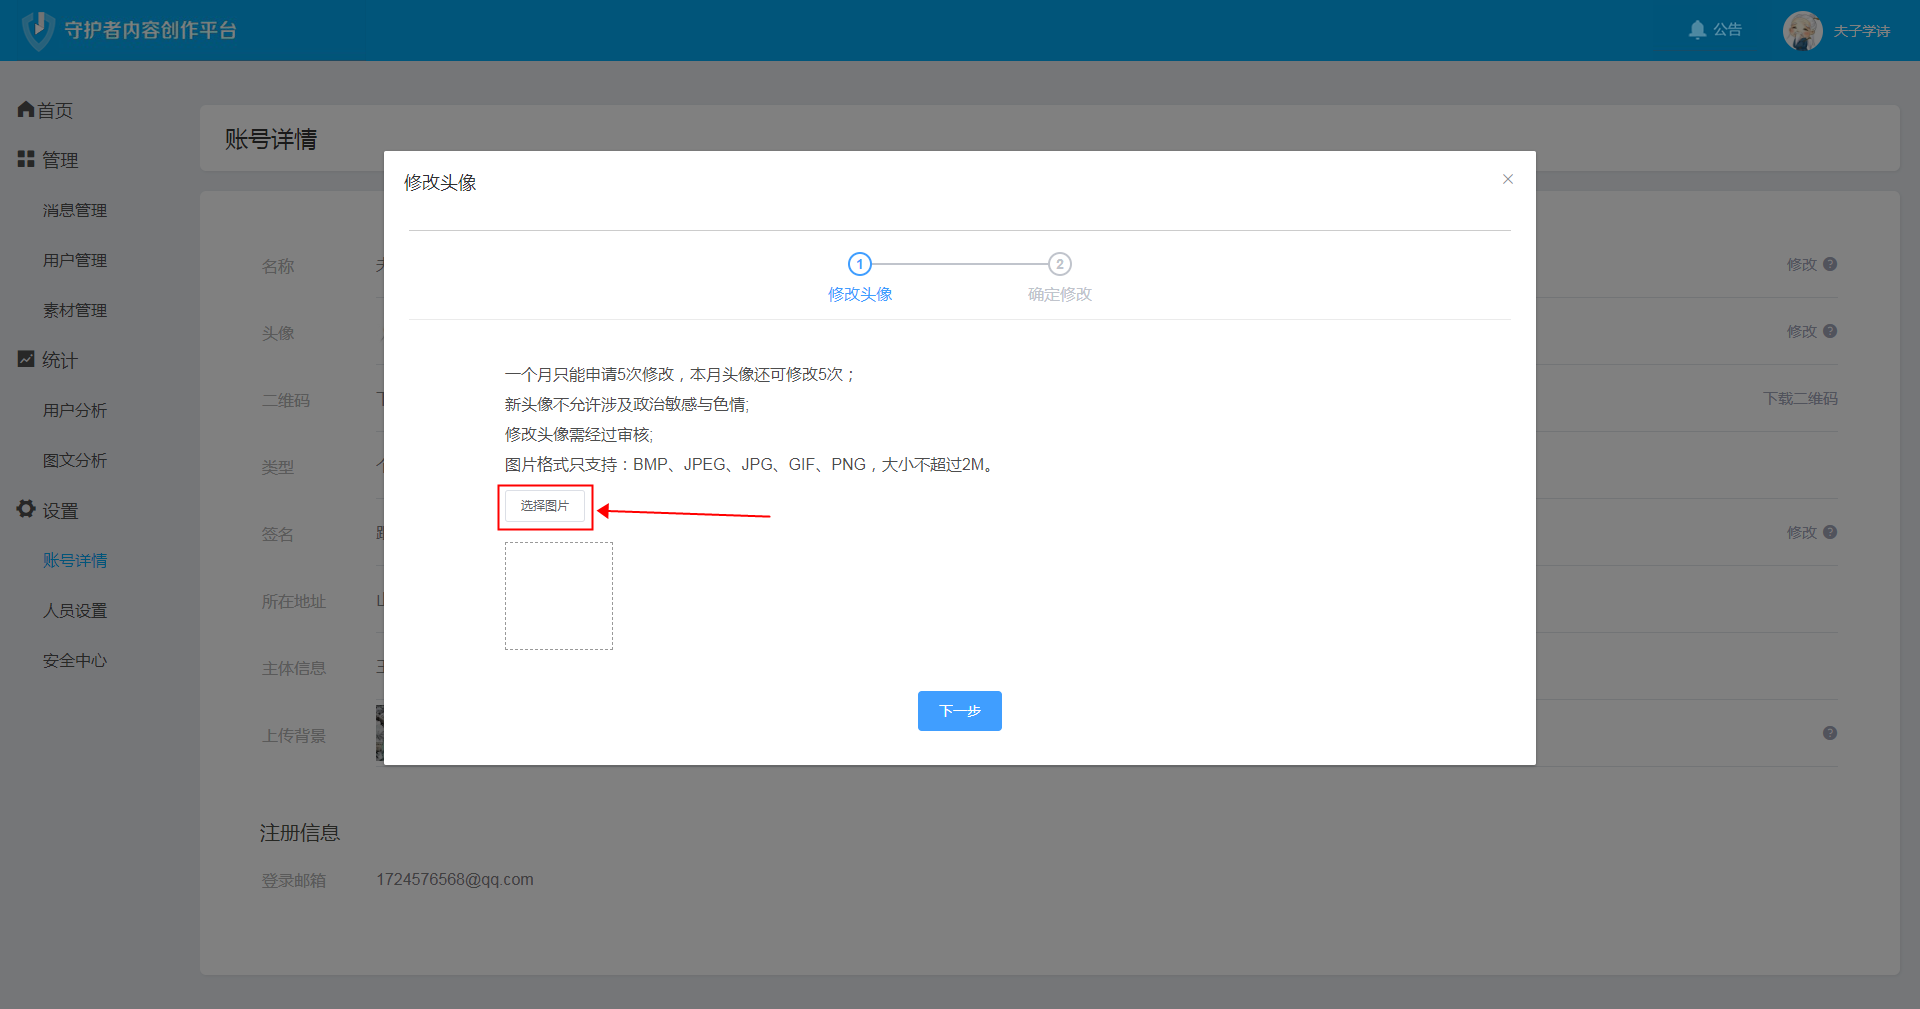 守护者内容创作平台
公告
夫子学诗
首页
管理
消息管理
用户管理
素材管理
统计
用户分析
图文分析
设置
账号详情
人员设置
安全中心
账号详情
修改头像
1
2
修改头像
确定修改
一个月只能申请5次修改，本月头像还可修改5次；
新头像不允许涉及政治敏感与色情;
修改头像需经过审核;
图片格式只支持：BMP、JPEG、JPG、GIF、PNG，大小不超过2M。
选择图片
下一步
名称
修改
头像
修改
二维码
下载二维码
类型
签名
修改
所在地址
主体信息
上传背景
注册信息
登录邮箱 1724576568@qq.com